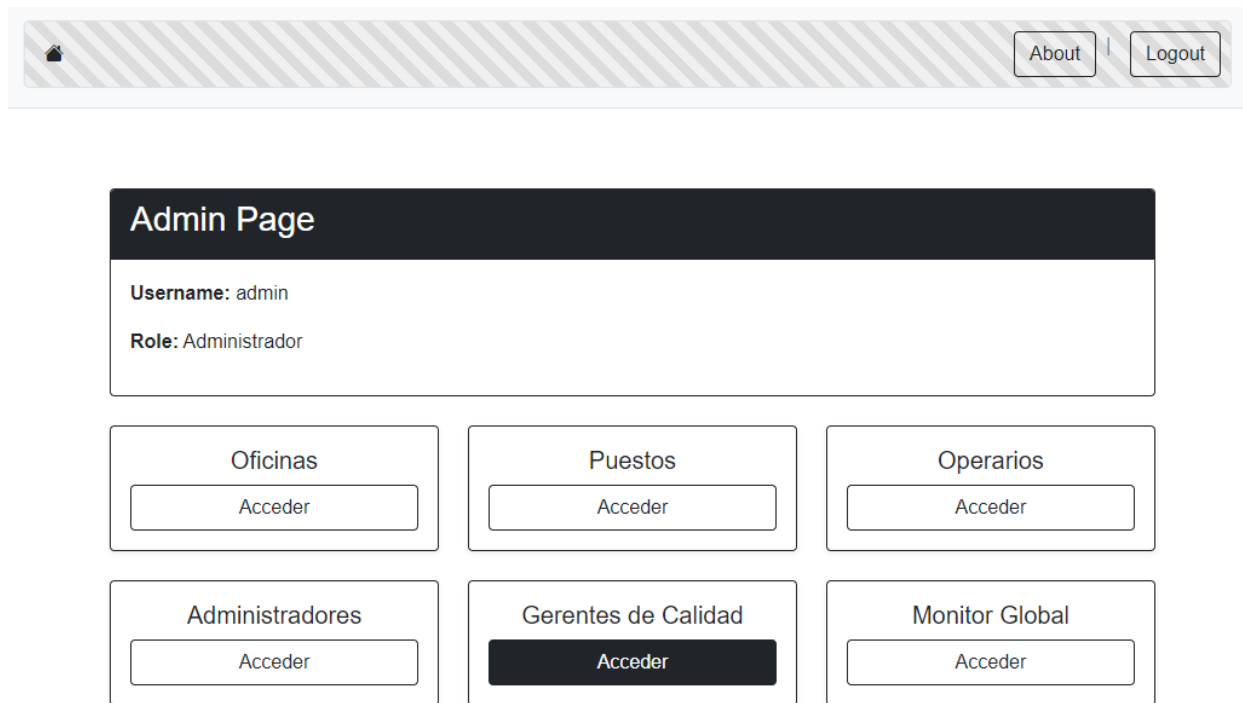 About | Logout
Admin Page
Username: admin
Role: Administrador
Oficinas
Acceder
Puestos
Acceder
Operarios
Acceder
Administradores
Acceder
Gerentes de Calidad
Acceder
Monitor Global
Acceder